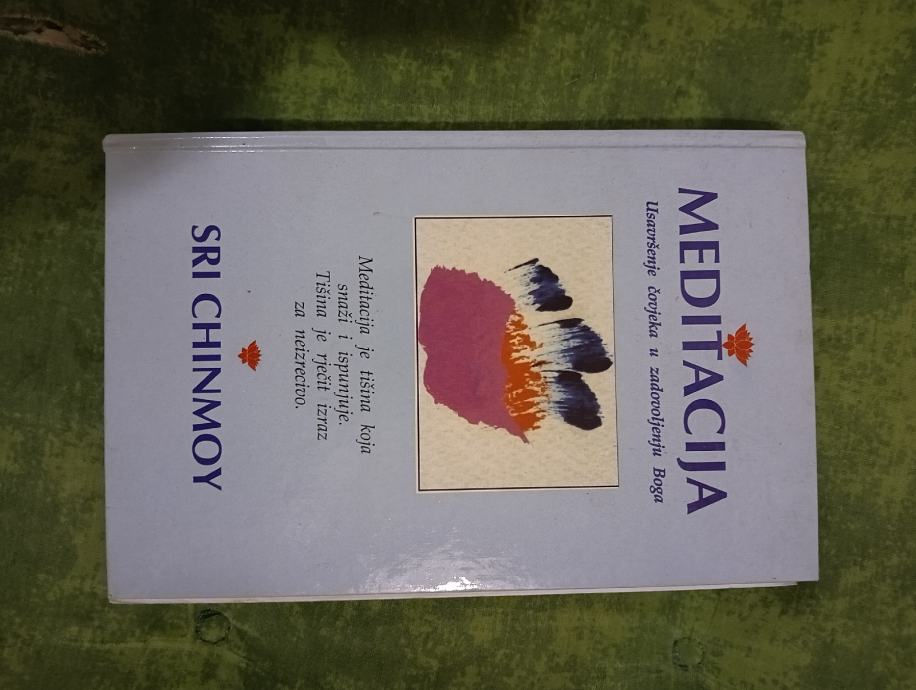 MEDITACIJA
Usavršenje čovjeka u zadovoljenju Boga
Meditacija je tišina koja
snaži i ispunjuje.
Tišina je rječit izraz
za neizrecivo.
SRI CHINMOY